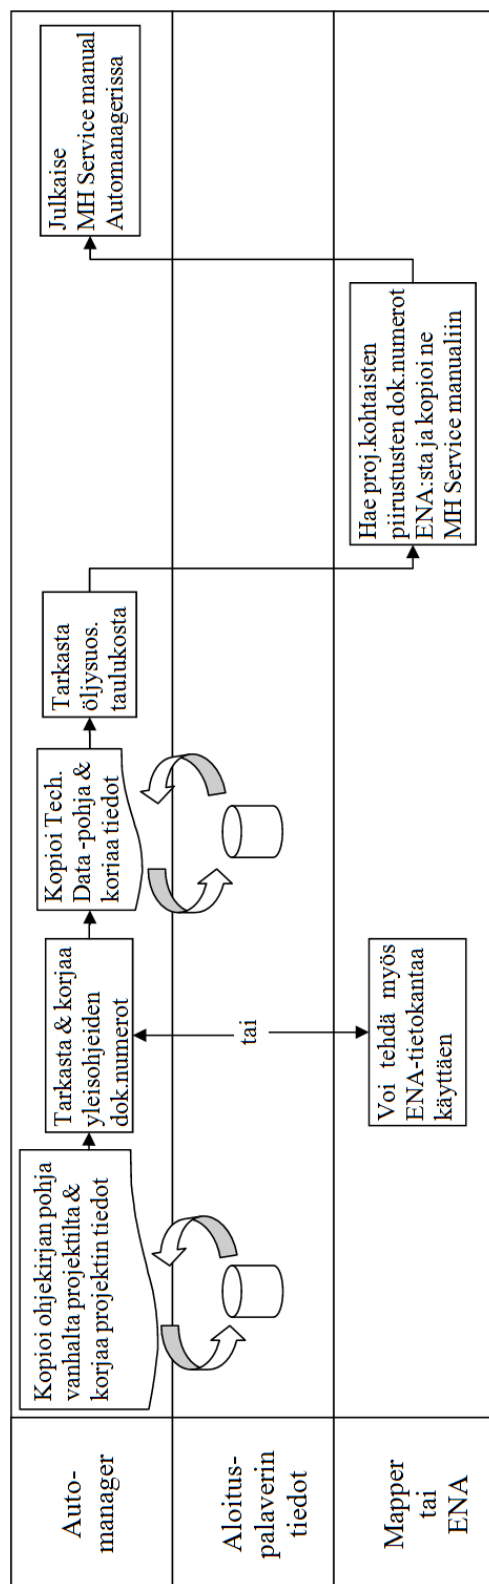 Auto-
manager
Kopioi ohjekirjan pohja
vanhalta projektilta &
korjaa projektin tiedot
Tarkasta & korjaa
yleisohjeiden
dok.numerot
Kopioi Tech.
Data -pohja &
korjaa tiedot
Tarkasta
öljysuos.
taulukosta
Julkaise
MH Service manual
Automanagerissa
Aloitus-
palaverin
tiedot
tai
Mapper
tai
ENA
Voi tehdä myös
ENA-tietokantaa
käyttäen
Hae proj.kohtaisten
piirustusten dok.numerot
ENA:sta ja kopioi ne
MH Service manualiin